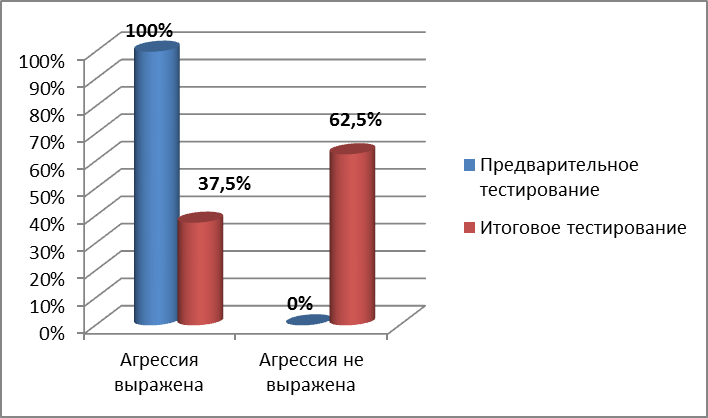 100%
100%
90%
80%
70%
60%
50%
40%
30%
20%
10%
0%
37,5%
62,5%
0%
Агрессия
выражена
Агрессия не
выражена
Предварительное
тестирование
Итоговое тестирование